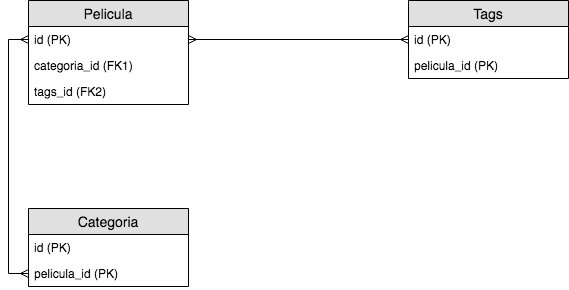 Pelicula
id (PK)
categoria_id (FK1)
tags_id (FK2)
Tags
id (PK)
pelicula_id (PK)
Categoria
id (PK)
pelicula_id (PK)